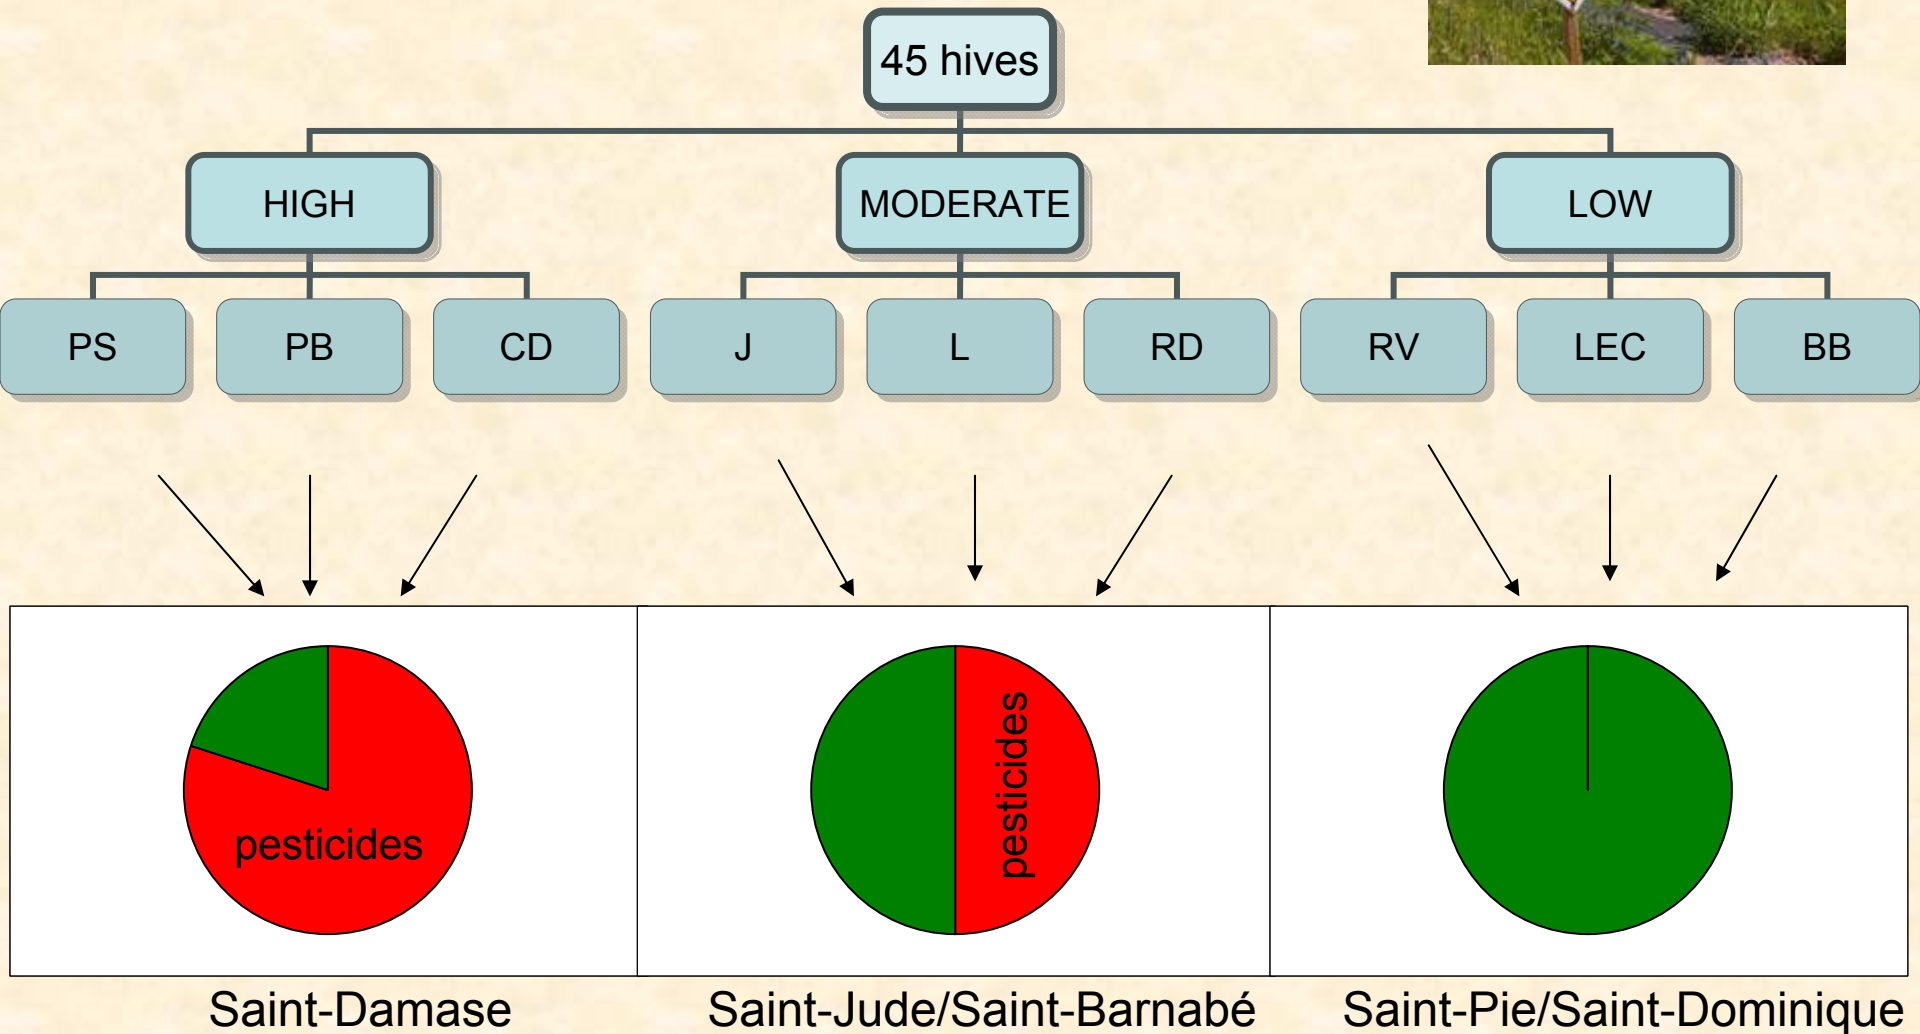 45 hives
HIGH
MODERATE
LOW
PS
PB
CD
J
L
RD
RV
LEC
BB
pesticides
pesticides
Saint-Damase
Saint-Jude/Saint-Barnabé
Saint-Pie/Saint-Dominique